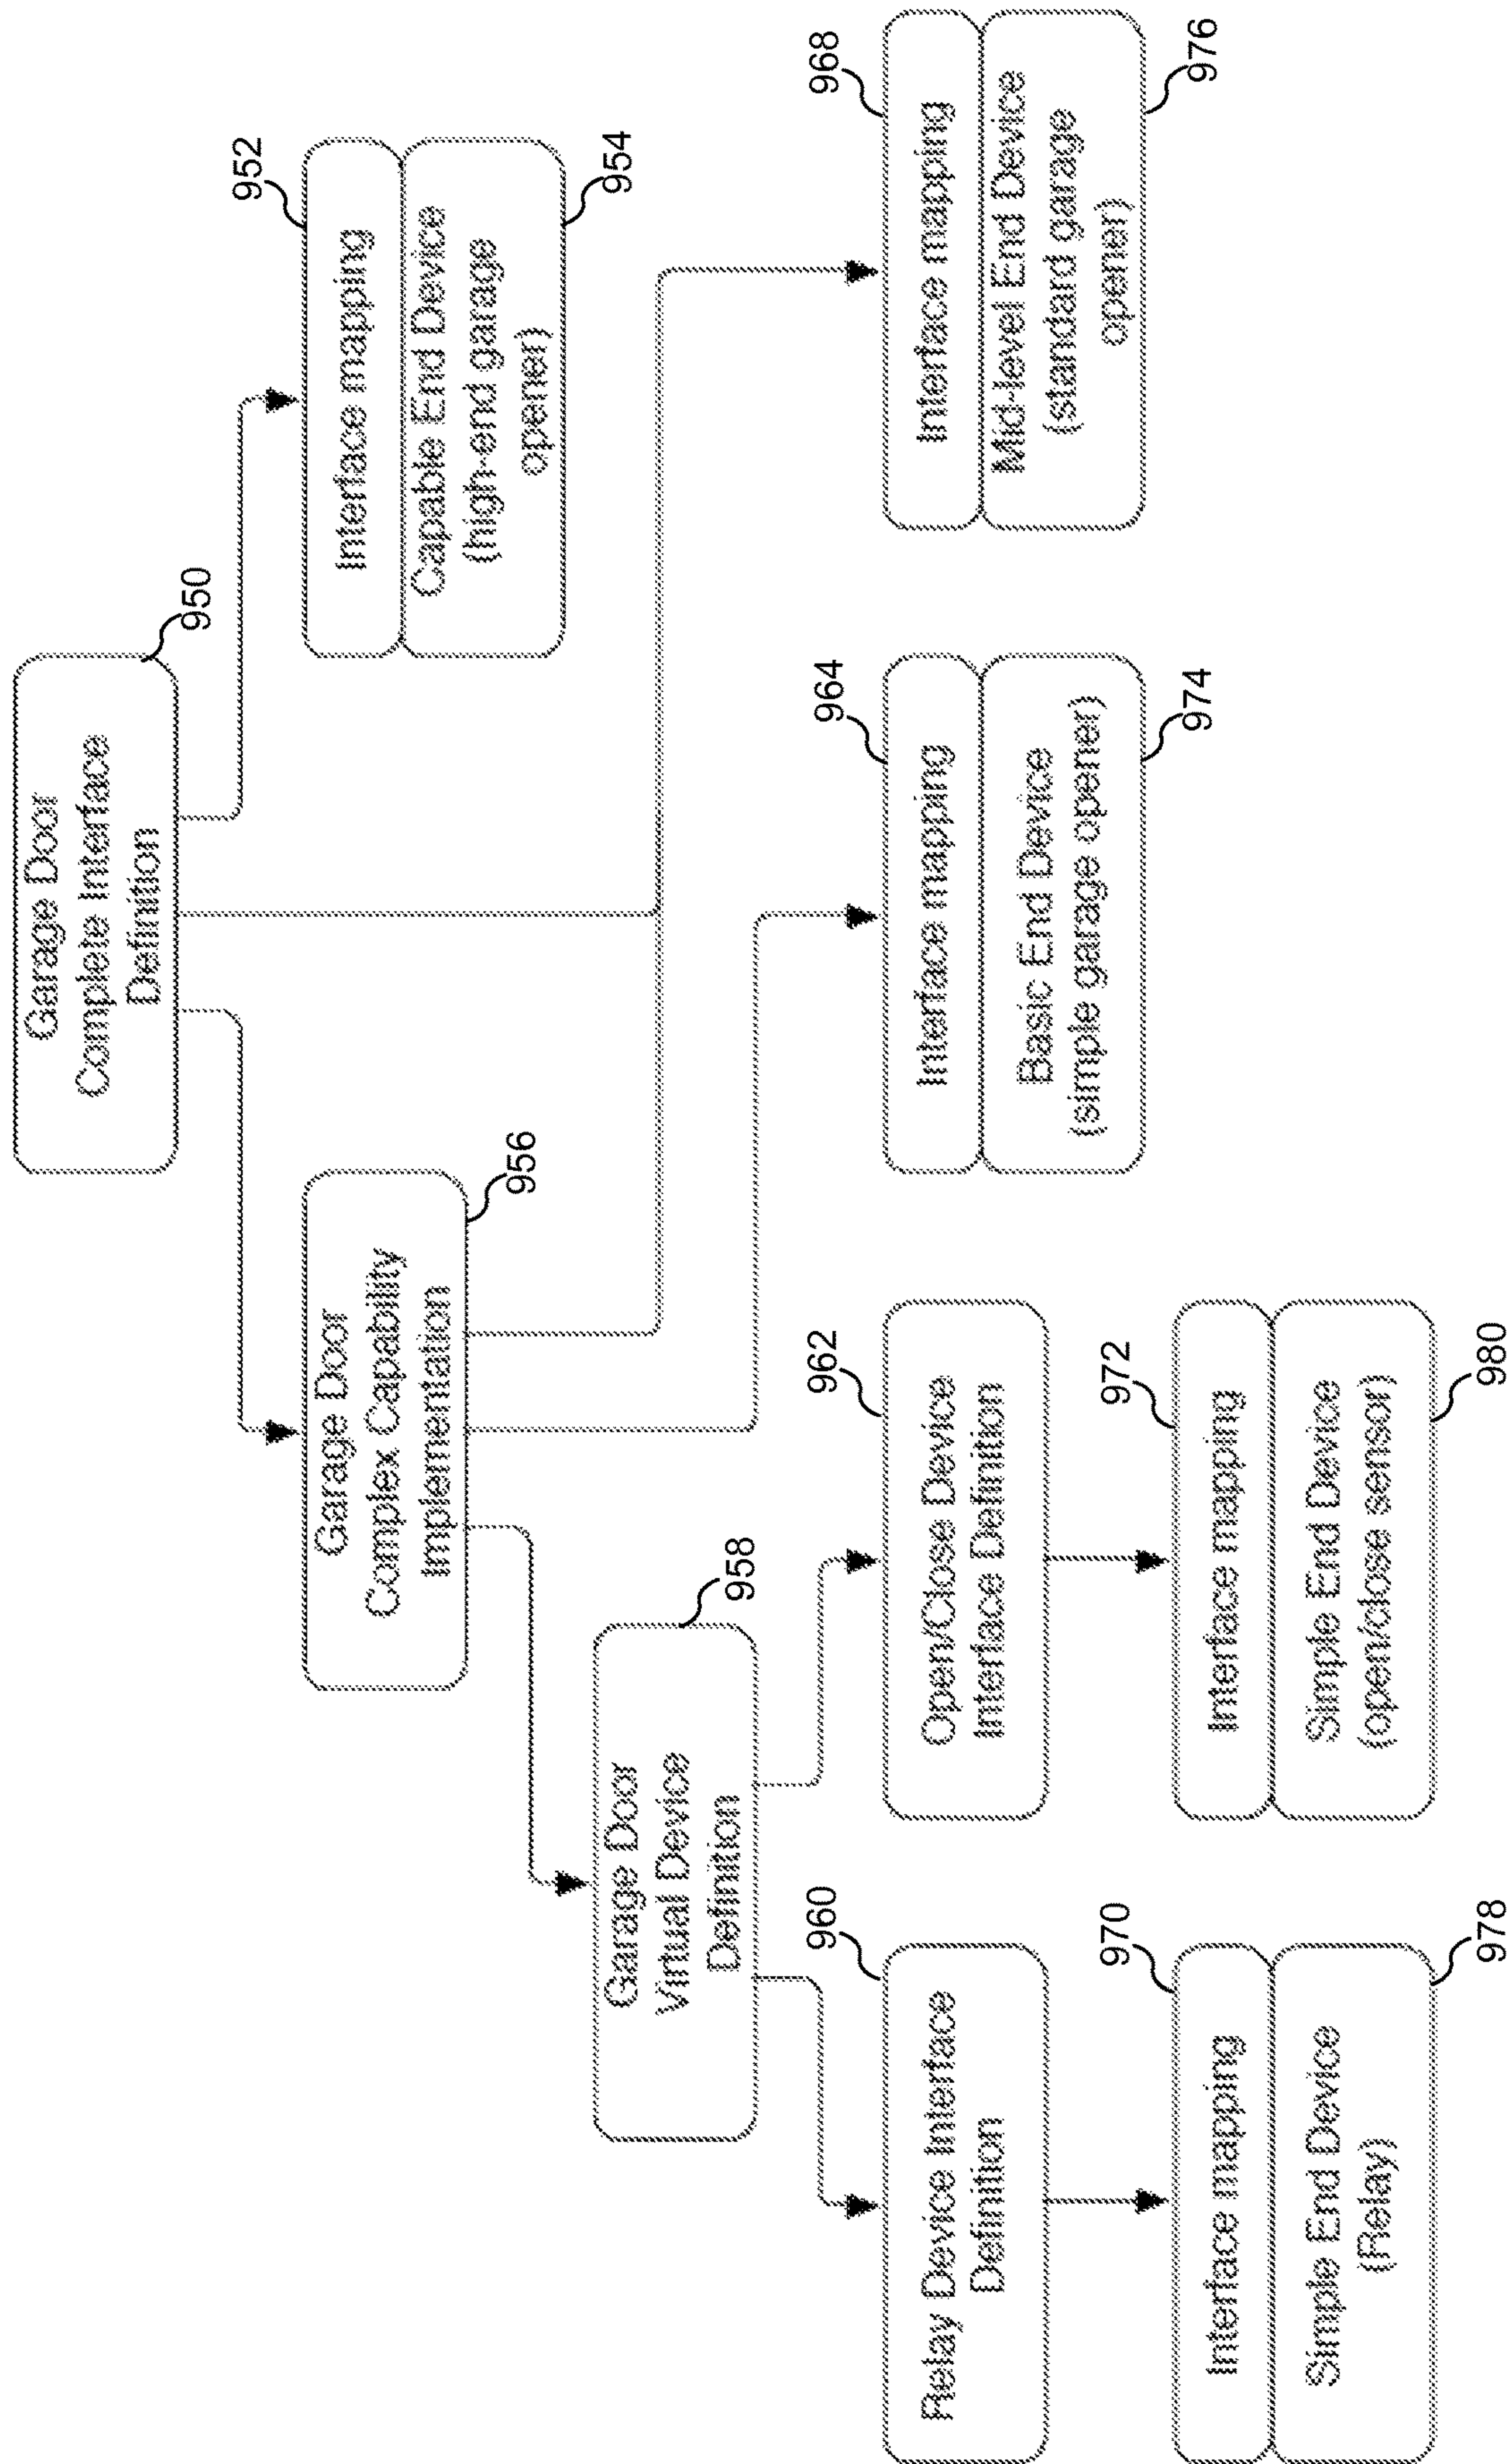 Garage Door
Complete Interface
Definition
950
952
Interface mapping
Capable End Device
(high-end garage
opener)
954
Garage Door
Complex Capability
Implementation
956
Garage Door
Virtual Device
Definition
958
960
Relay Device Interface
Definition
962
Open/Close Device
Interface Definition
964
Interface mapping
Basic End Device
(simple garage opener)
974
968
Interface mapping
Mid-level End Device
(standard garage
opener)
976
970
Interface mapping
Simple End Device
(Relay)
978
972
Interface mapping
Simple End Device
(open/close sensor)
980